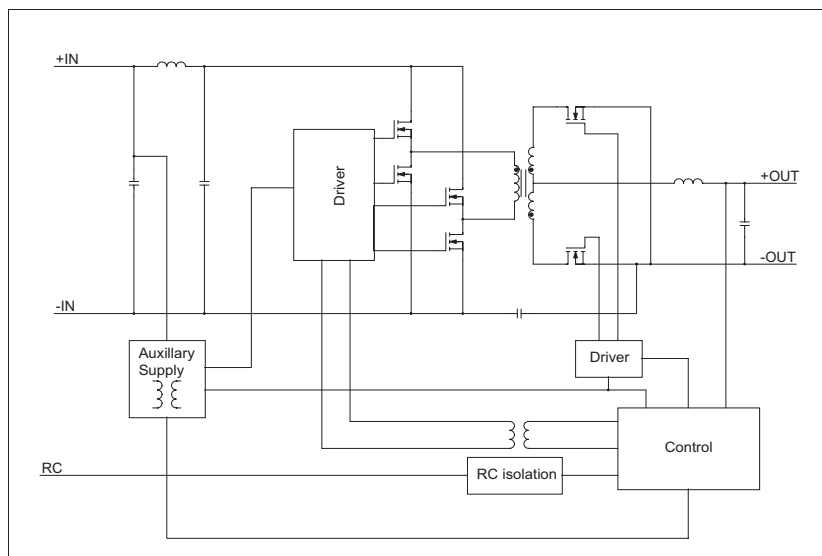 +IN
Driver
+OUT
-OUT
-IN
Auxillary
Supply
Driver
Control
RC
RC isolation